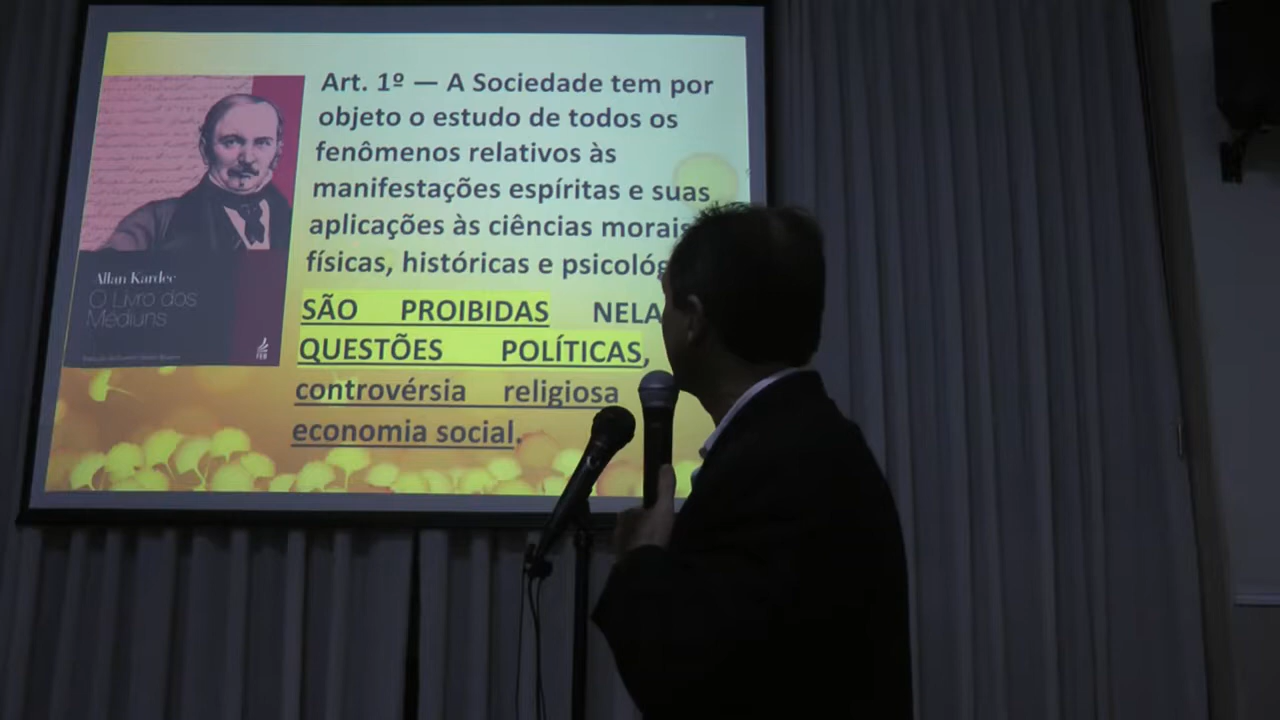 Art. 1º — A Sociedade tem por
objeto o estudo de todos os
fenômenos relativos às
manifestações espíritas e suas
aplicações às ciências morais
físicas, históricas e psicológ
SÃO PROIBIDAS NELA
QUESTÕES POLÍTICAS,
controvérsia religiosa
economia social.
Allan Kardec
O Livro dos
Médiuns
FEB